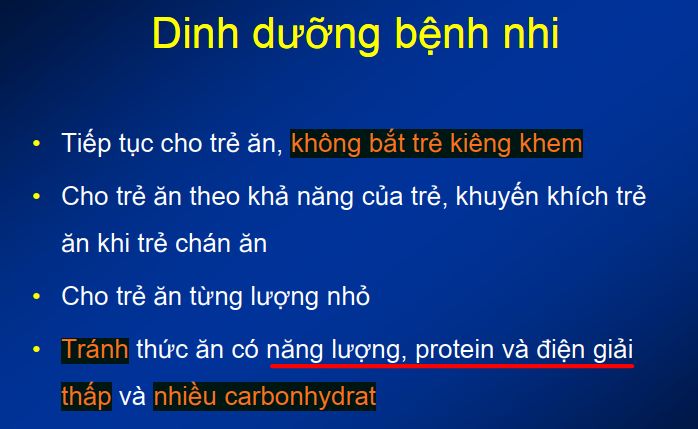 Dinh dưỡng bệnh nhi
• Tiếp tục cho trẻ ăn, không bắt trẻ kiêng khem
• Cho trẻ ăn theo khả năng của trẻ, khuyến khích trẻ
ăn khi trẻ chán ăn
• Cho trẻ ăn từng lượng nhỏ
• Tránh thức ăn có năng lượng, protein và điện giải
thấp và nhiều carbonhydrat